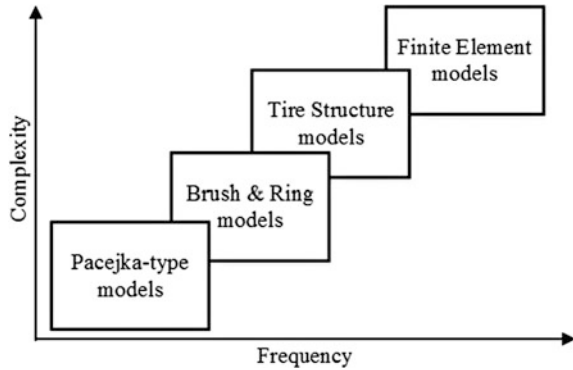 Finite Element
models
Tire Structure
models
Complexity
Brush & Ring
models
Pacejka-type
models
Frequency